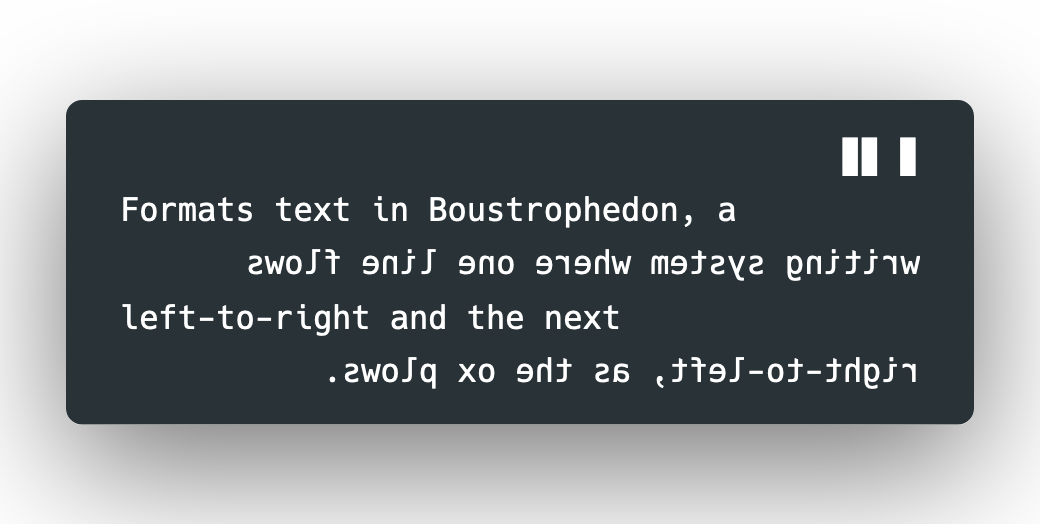 Formats text in Boustrophedon, a
writing system where one line flows
left-to-right and the next
right-to-left, as the ox plows.